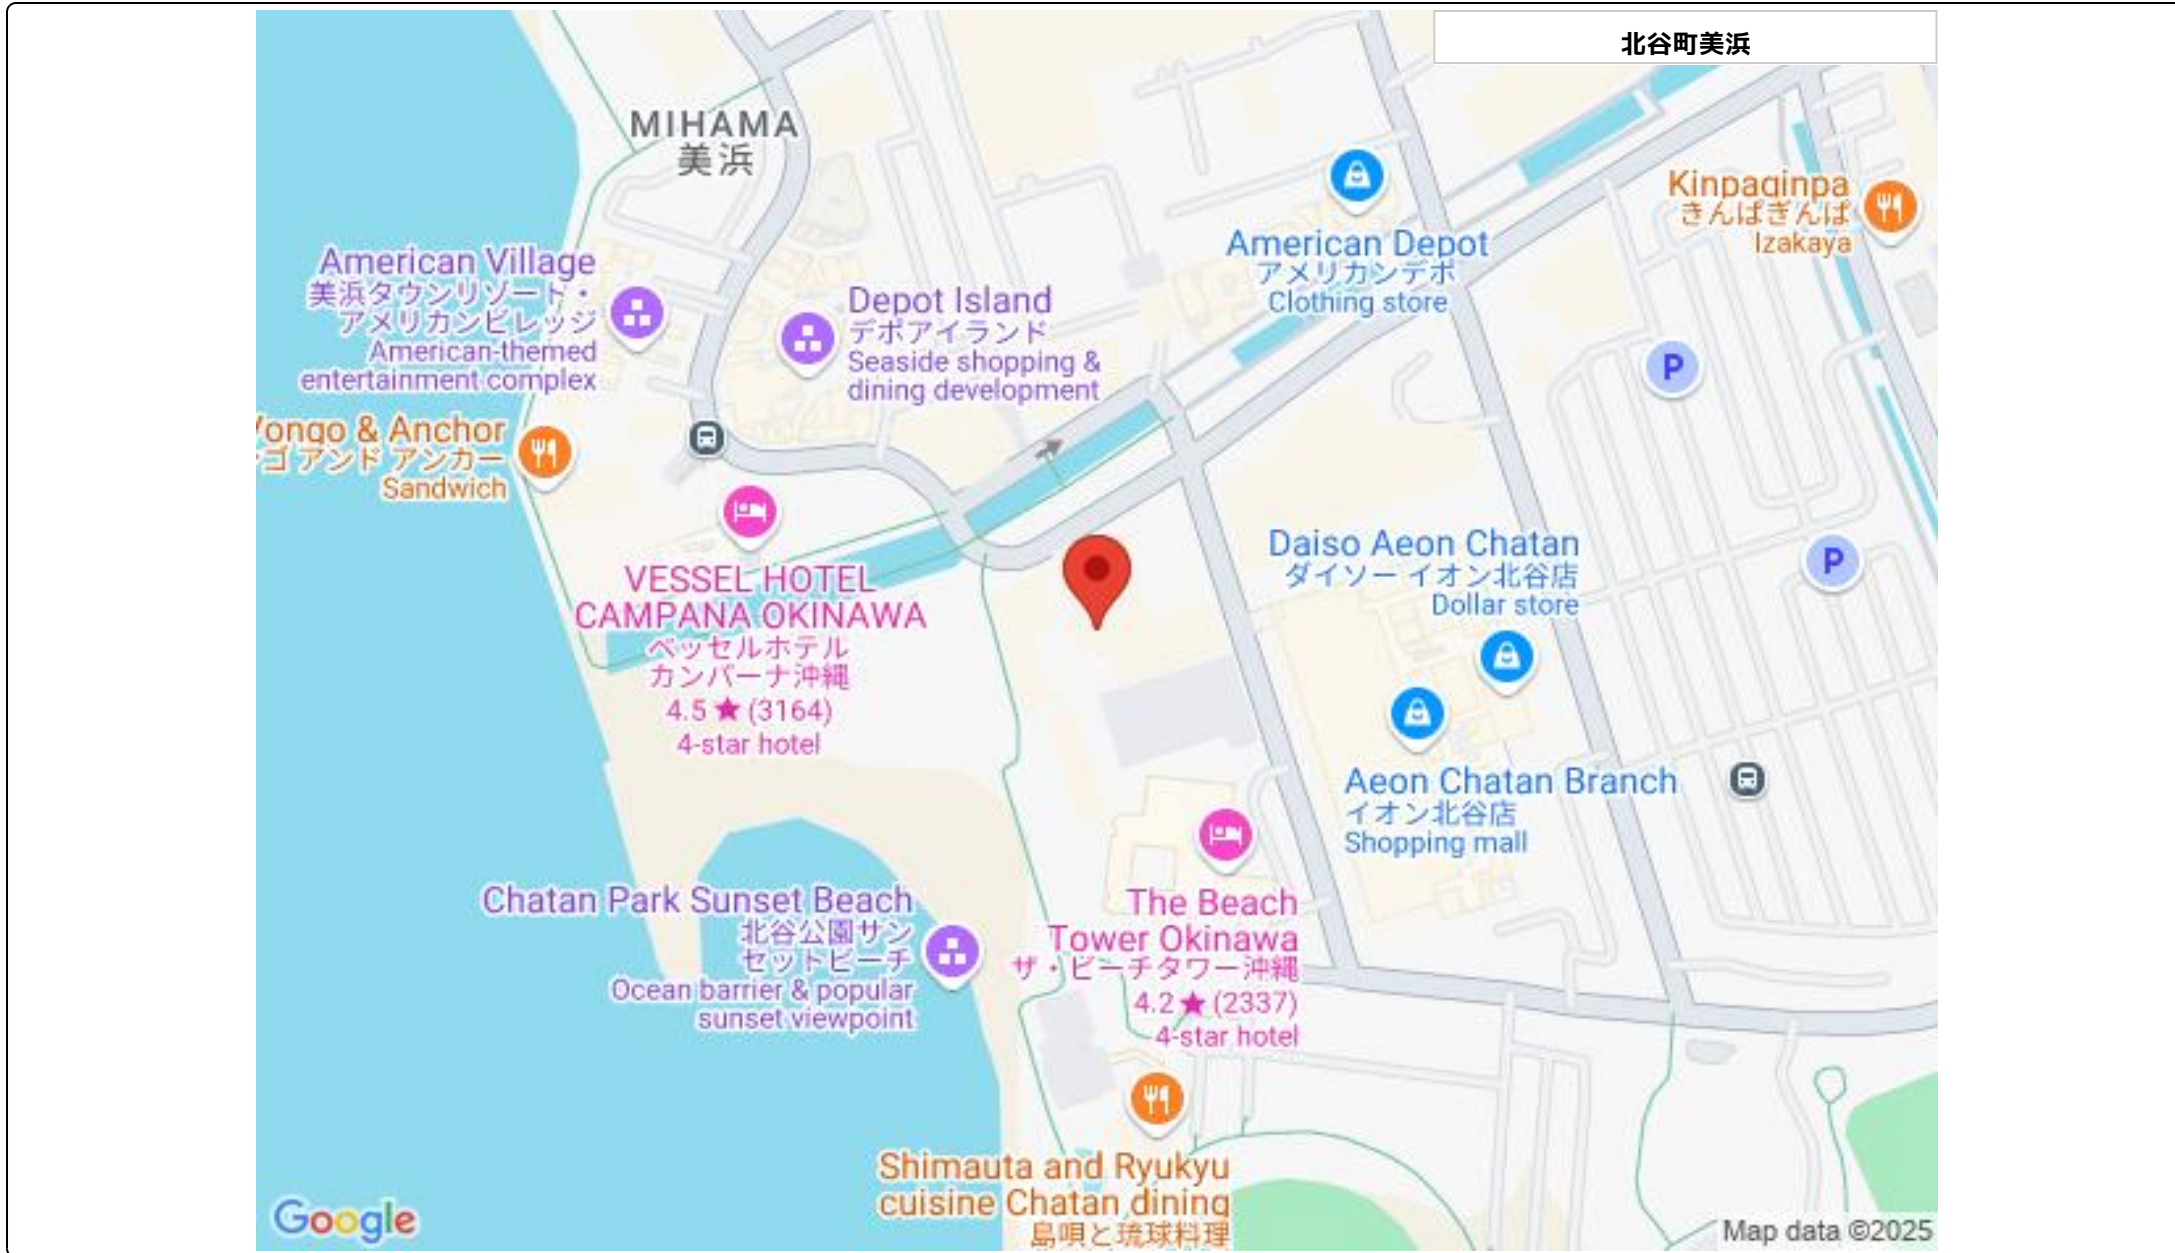 北谷町美浜
MIHAMA
美浜
Kinpaginpa
きんぱぎんぱ
Izakaya
American Depot
アメリカンデポ
Clothing store
American Village
美浜タウンリゾート・
アメリカンビレッジ
American-themed
entertainment complex
Depot Island
デポアイランド
Seaside shopping &
dining development
P
ongo & Anchor
ゴ アンド アンカー
Sandwich
VESSEL HOTEL
CAMPANA OKINAWA
ベッセルホテル
カンパーナ沖縄
4.5 ★ (3164)
4-star hotel
Daiso Aeon Chatan
ダイソー イオン北谷店
Dollar store
P
Aeon Chatan Branch
イオン北谷店
Shopping mall
Chatan Park Sunset Beach
北谷公園サン
セットビーチ
Ocean barrier & popular
sunset viewpoint
The Beach
Tower Okinawa
ザ・ビーチタワー沖縄
4.2 ★ (2337)
4-star hotel
Shimauta and Ryukyu
cuisine Chatan dining
島唄と琉球料理
Google
Map data ©2025